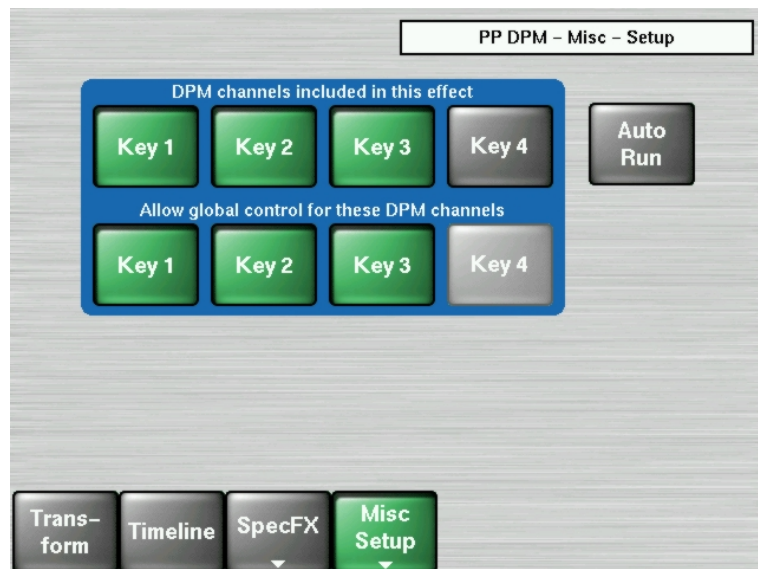 PP DPM – Misc – Setup
DPM channels included in this effect
Key 1 Key 2 Key 3 Key 4
Auto
Run
Allow global control for these DPM channels
Key 1 Key 2 Key 3 Key 4
Trans–
form
Timeline
SpecFX
Misc
Setup